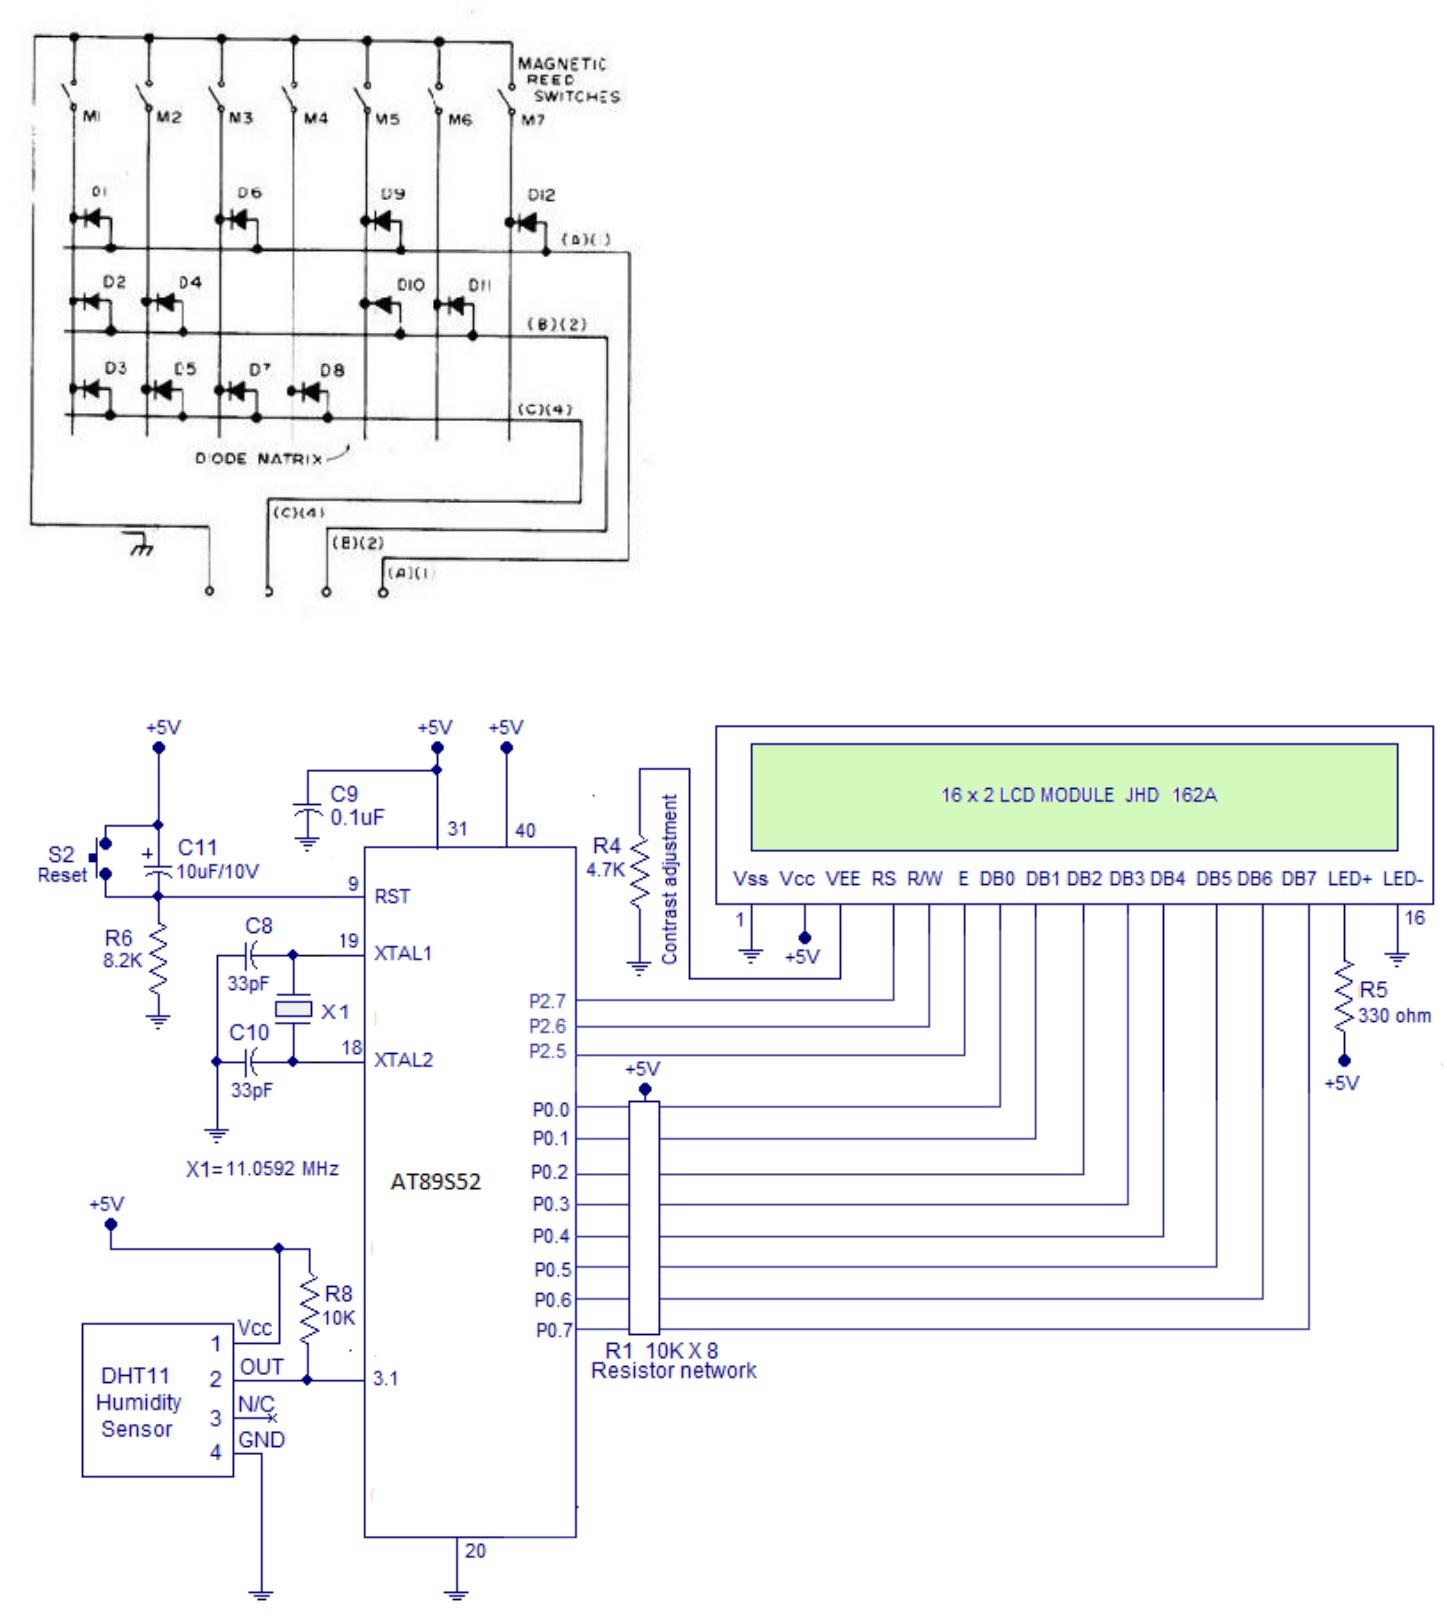 MAGNETIC
REED
SWITCHES
M1 M2 M3 M4 M5 M6 M7
D1 D6 D9 D12
(A)(1)
D2 D4 D10 D11
(B)(2)
D3 D5 D7 D8
(C)(4)
DIODE NATRIX
(C)(4)
(B)(2)
(A)(1)
+5V +5V +5V
16 x 2 LCD MODULE JHD 162A
C9
0.1uF
31 40
S2
Reset
+
C11
10uF/10V
R4
4.7K
Contrast adjustment
Vss Vcc VEE RS R/W E DB0 DB1 DB2 DB3 DB4 DB5 DB6 DB7 LED+ LED-
1 16
+5V
9 RST
R6
8.2K
C8
33pF
19 XTAL1
X1
C10
33pF
18 XTAL2
P2.7
P2.6
P2.5
R5
330 ohm
+5V
+5V
P0.0
P0.1
P0.2
P0.3
P0.4
P0.5
P0.6
P0.7
X1=11.0592 MHz
AT89S52
+5V
R8
10K
R1 10K X 8
Resistor network
DHT11
Humidity
Sensor
1 Vcc
2 OUT
3 N/C
4 GND
3.1
20